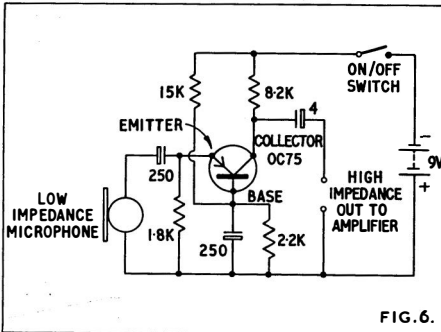 ON/OFF
SWITCH
15K
8·2K
4
EMITTER
COLLECTOR
OC75
−
9V
+
250
HIGH
IMPEDANCE
OUT TO
AMPLIFIER
LOW
IMPEDANCE
MICROPHONE
BASE
1·8K
250
2·2K
FIG.6.